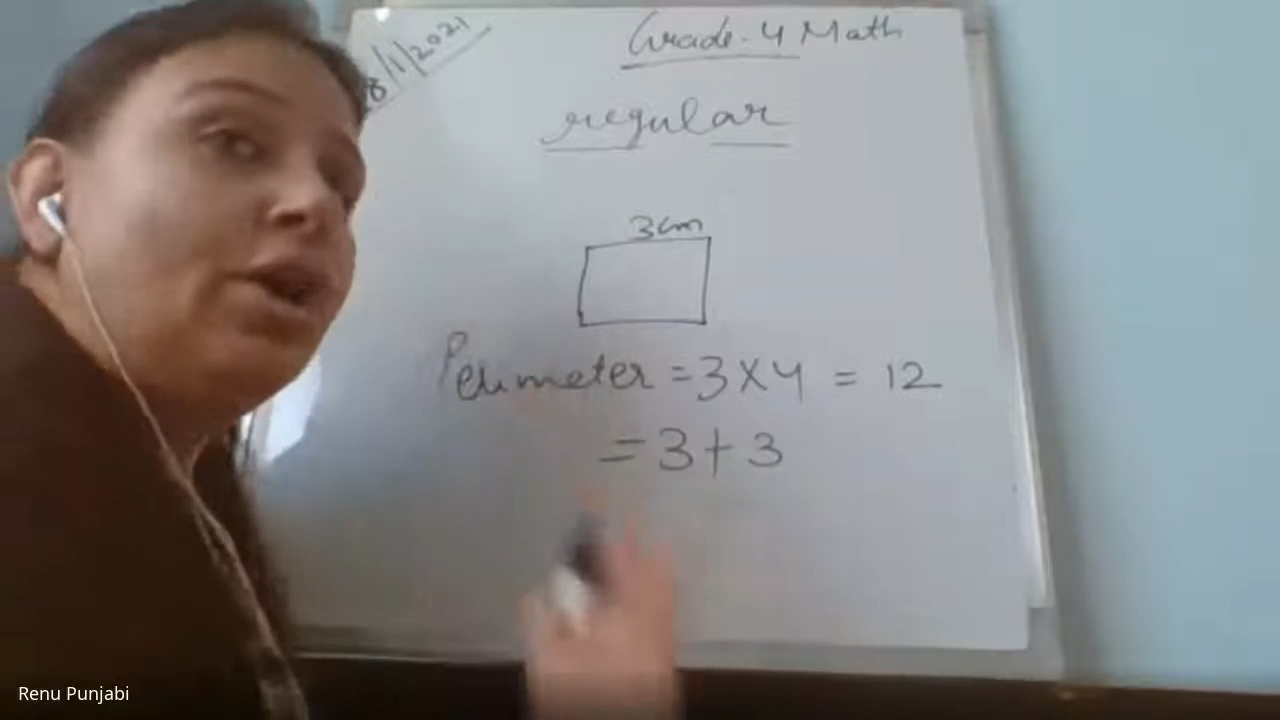 8/1/2021
Grade-4 Math
regular
3cm
Perimeter = 3 X 4 = 12
= 3 + 3
Renu Punjabi